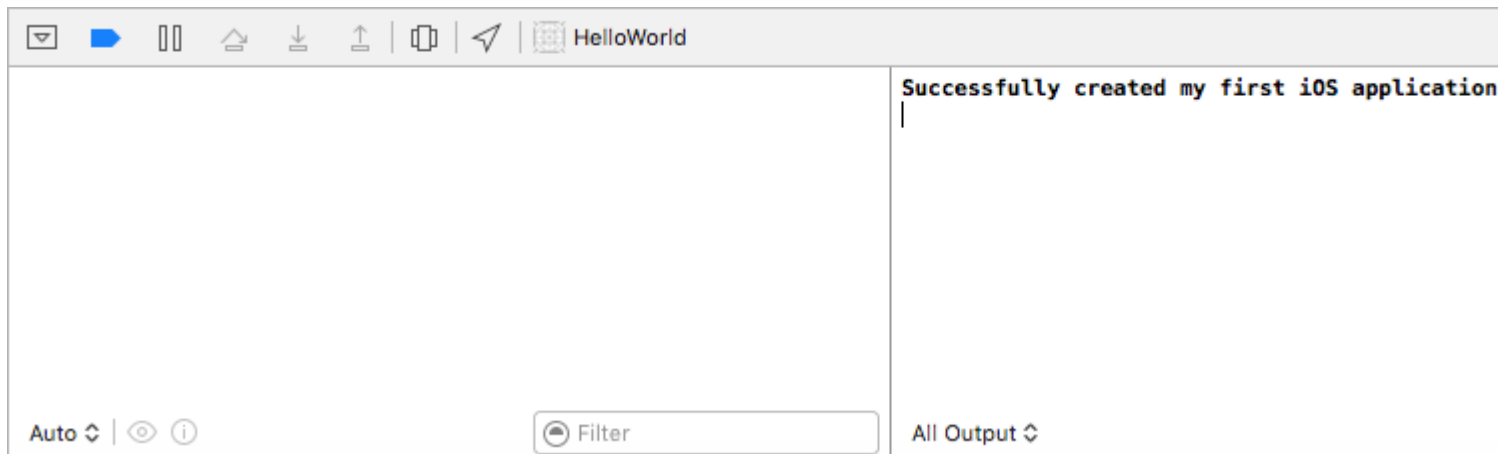 HelloWorld
Successfully created my first iOS application
Auto
Filter
All Output